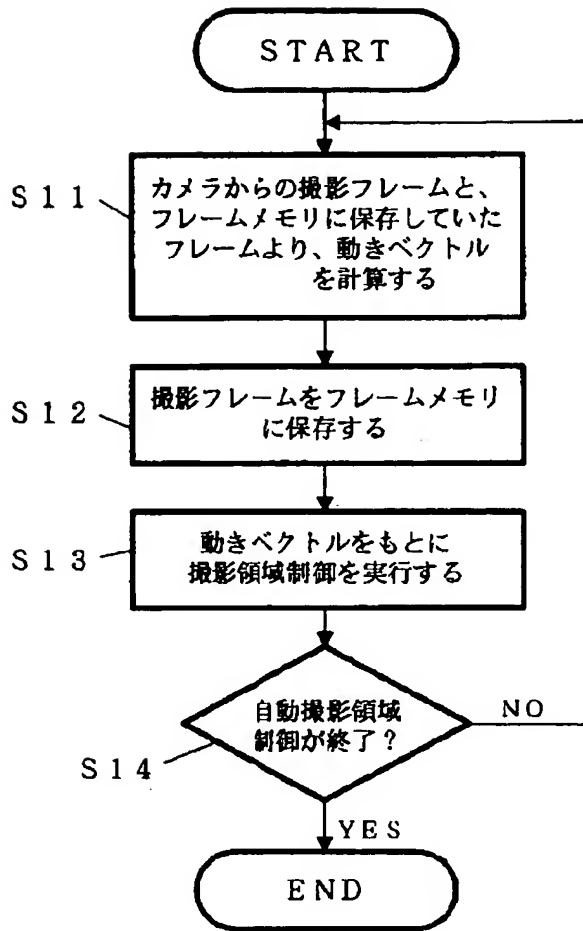 START
S11
カメラからの撮影フレームと、
フレームメモリに保存していた
フレームより、動きベクトル
を計算する
S12
撮影フレームをフレームメモリ
に保存する
S13
動きベクトルをもとに
撮影領域制御を実行する
自動撮影領域
制御が終了?
NO
S14
YES
END